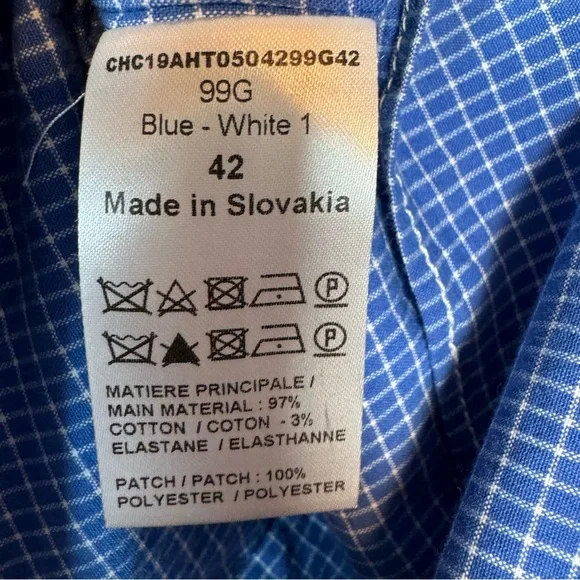 CHC19AHT0504299G42
99G
Blue - White 1
42
Made in Slovakia
P
P
MATIERE PRINCIPALE /
MAIN MATERIAL : 97%
COTTON / COTON - 3%
ELASTANE / ELASTHANNE
PATCH / PATCH : 100%
POLYESTER / POLYESTER